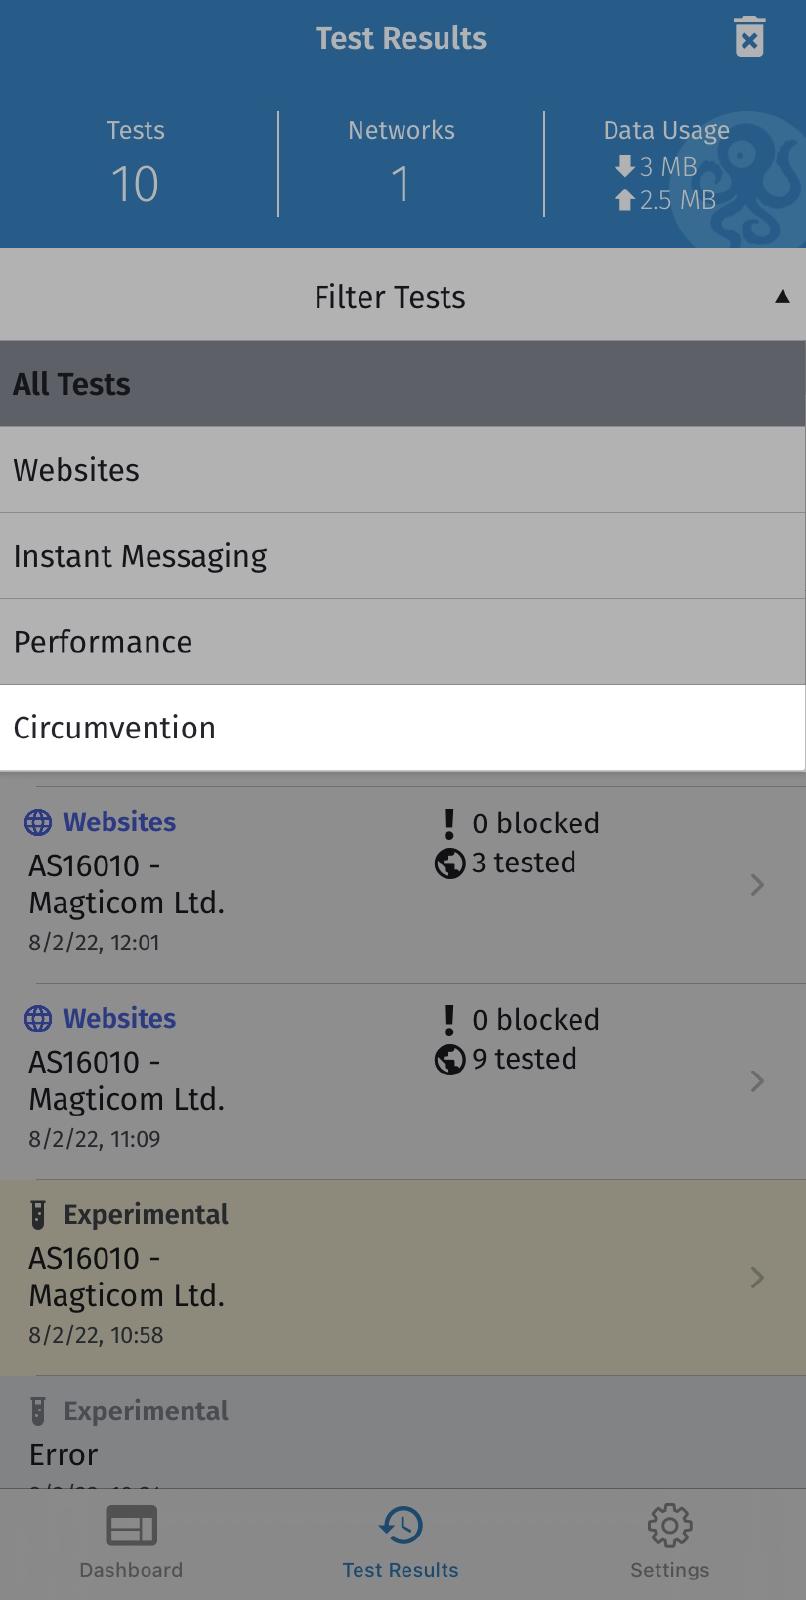 Test Results
Tests
10
Networks
1
Data Usage
3 MB
2.5 MB
Filter Tests
All Tests
Websites
Instant Messaging
Performance
Circumvention
Websites
AS16010 -
Magticom Ltd.
8/2/22, 12:01
0 blocked
3 tested
Websites
AS16010 -
Magticom Ltd.
8/2/22, 11:09
0 blocked
9 tested
Experimental
AS16010 -
Magticom Ltd.
8/2/22, 10:58
Experimental
Error
Dashboard
Test Results
Settings